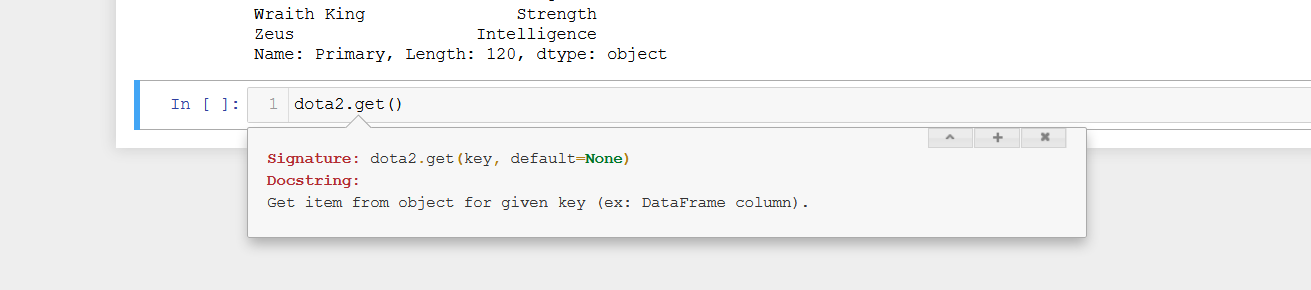 Wraith King Strength
Zeus Intelligence
Name: Primary, Length: 120, dtype: object
In [ ]: 1 dota2.get()
Signature: dota2.get(key, default=None)
Docstring:
Get item from object for given key (ex: DataFrame column).